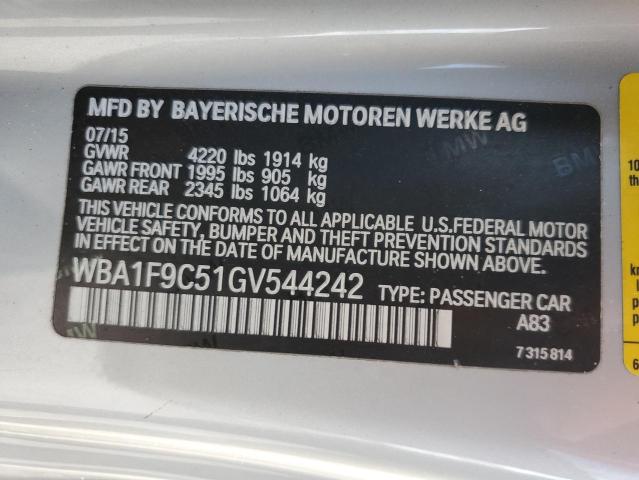 MFD BY BAYERISCHE MOTOREN WERKE AG
07/15
GVWR 4220 lbs 1914 kg
GAWR FRONT 1995 lbs 905 kg
GAWR REAR 2345 lbs 1064 kg
THIS VEHICLE CONFORMS TO ALL APPLICABLE U.S.FEDERAL MOTOR
VEHICLE SAFETY, BUMPER AND THEFT PREVENTION STANDARDS
IN EFFECT ON THE DATE OF MANUFACTURE SHOWN ABOVE.
WBA1F9C51GV544242 TYPE: PASSENGER CAR
A83
7 315 814